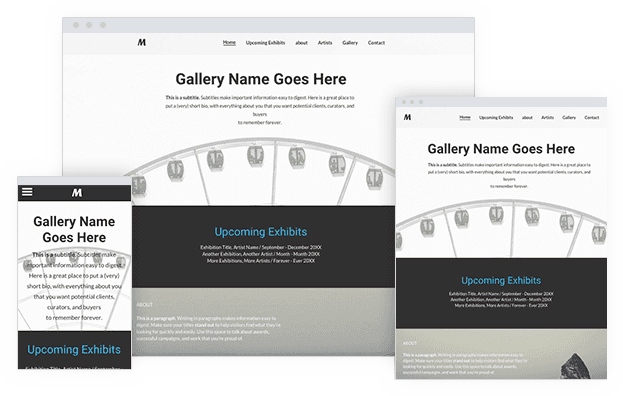 M
Home Upcoming Exhibits about Artists Gallery Contact
Gallery Name Goes Here
This is a subtitle. Subtitles make important information easy to digest. Here is a great place to
put a (very) short bio, with everything about you that you want potential clients, curators, and
buyers
to remember forever.
Upcoming Exhibits
Exhibition Title, Artist Name / September - December 20XX
Another Exhibition, Another Artist / Month - Month 20XX
More Exhibitions, More Artists / Forever - Ever 20XX
ABOUT
This is a paragraph. Writing in paragraphs makes information easy to
digest. Make sure your titles stand out to help visitors find what they're
looking for quickly and easily. Use this space to talk about awards,
successful campaigns, and work that you're proud of.
M
Home Upcoming Exhibits about Artists Gallery Contact
Gallery Name Goes Here
This is a subtitle. Subtitles make important information easy to digest. Here is a great place to
put a (very) short bio, with everything about you that you want potential clients, curators, and
buyers
to remember forever.
Upcoming Exhibits
Exhibition Title, Artist Name / September - December 20XX
Another Exhibition, Another Artist / Month - Month 20XX
More Exhibitions, More Artists / Forever - Ever 20XX
ABOUT
This is a paragraph. Writing in paragraphs makes information easy to
digest. Make sure your titles stand out to help visitors find what they're
looking for quickly and easily. Use this space to talk about awards,
successful campaigns, and work that you're proud of.
M
Gallery Name
Goes Here
This is a subtitle. Subtitles make
important information easy to digest.
Here is a great place to put a (very)
short bio, with everything about you
that you want potential clients,
curators, and buyers
to remember forever.
Upcoming Exhibits
Exhibition Title, Artist Name / September